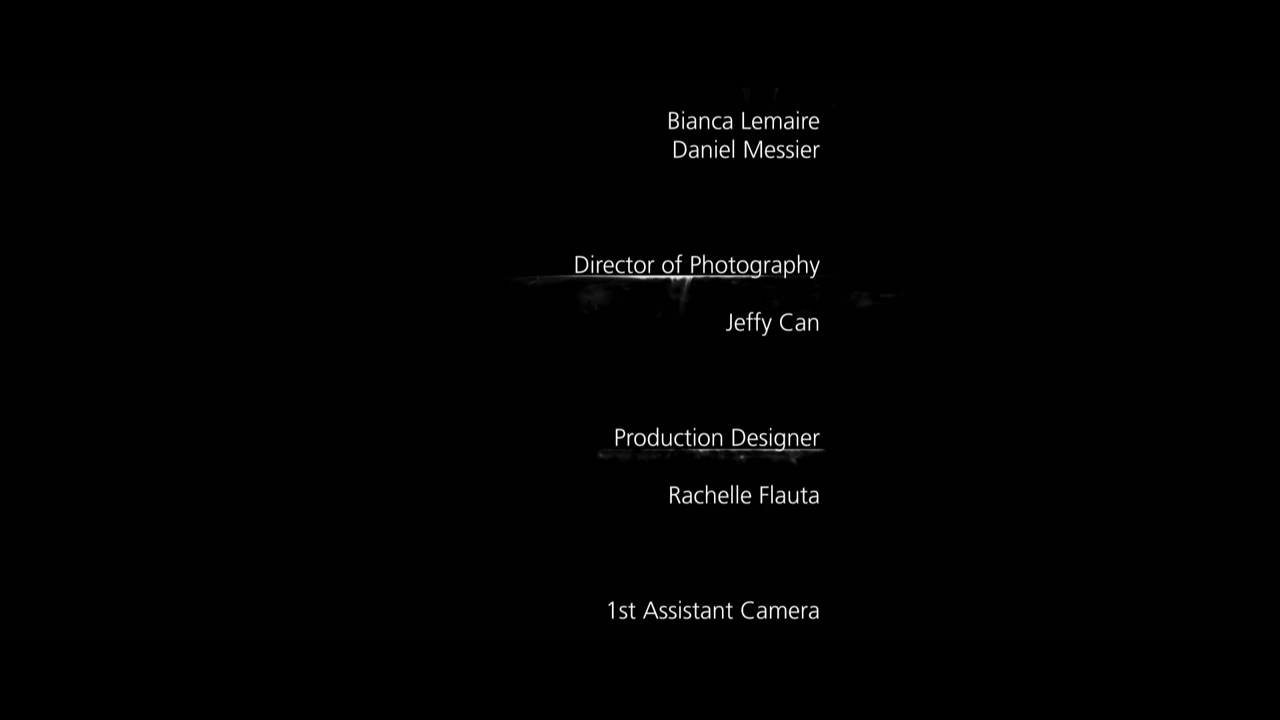 Bianca Lemaire
Daniel Messier
Director of Photography
Jeffy Can
Production Designer
Rachelle Flauta
1st Assistant Camera